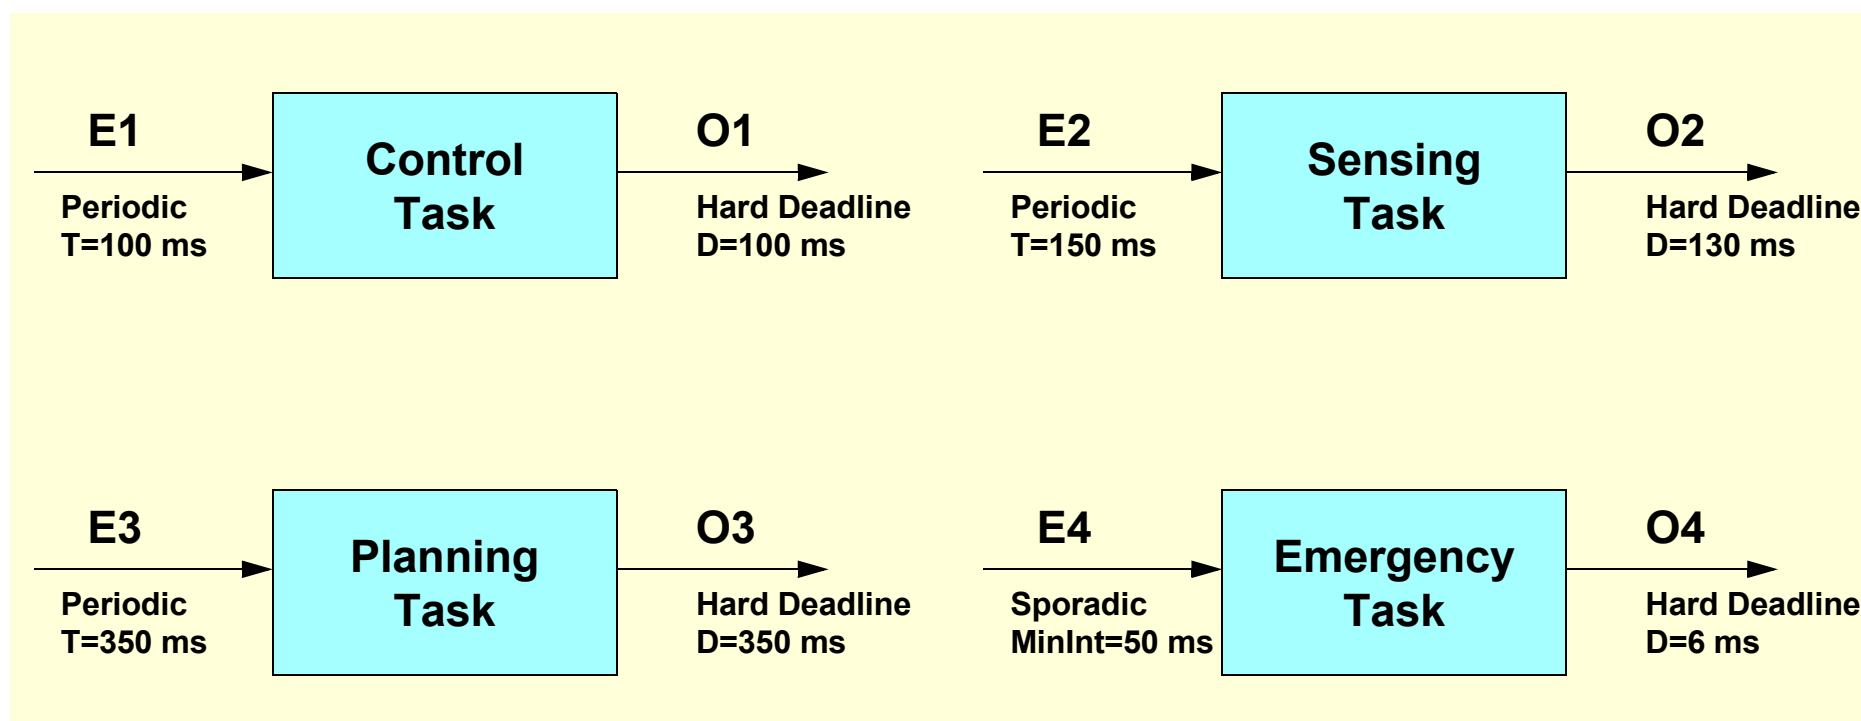 E1
Control
Task
O1
Periodic
T=100 ms
Hard Deadline
D=100 ms
E2
Sensing
Task
O2
Periodic
T=150 ms
Hard Deadline
D=130 ms
E3
Planning
Task
O3
Periodic
T=350 ms
Hard Deadline
D=350 ms
E4
Emergency
Task
O4
Sporadic
MinInt=50 ms
Hard Deadline
D=6 ms